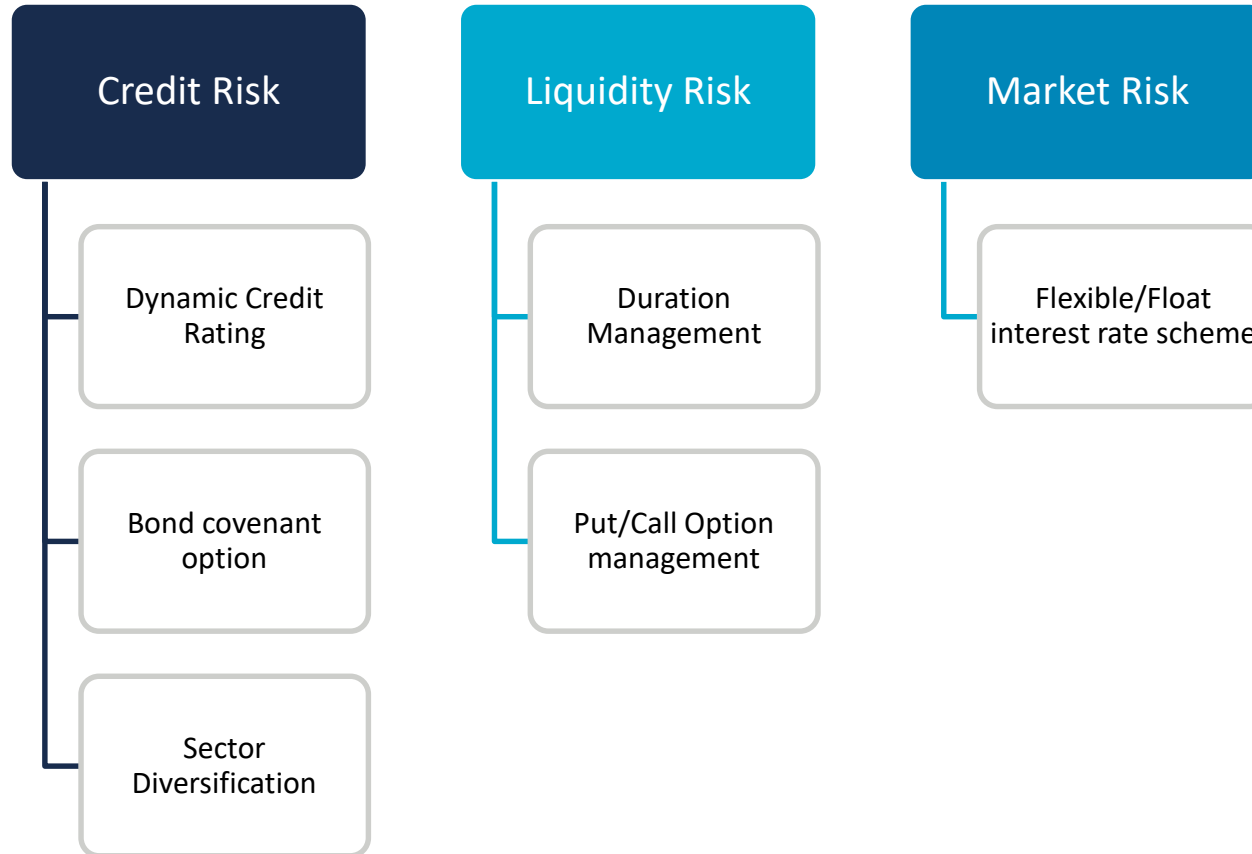 Credit Risk
Dynamic Credit
Rating
Bond covenant
option
Sector
Diversification
Liquidity Risk
Duration
Management
Put/Call Option
management
Market Risk
Flexible/Float
interest rate scheme